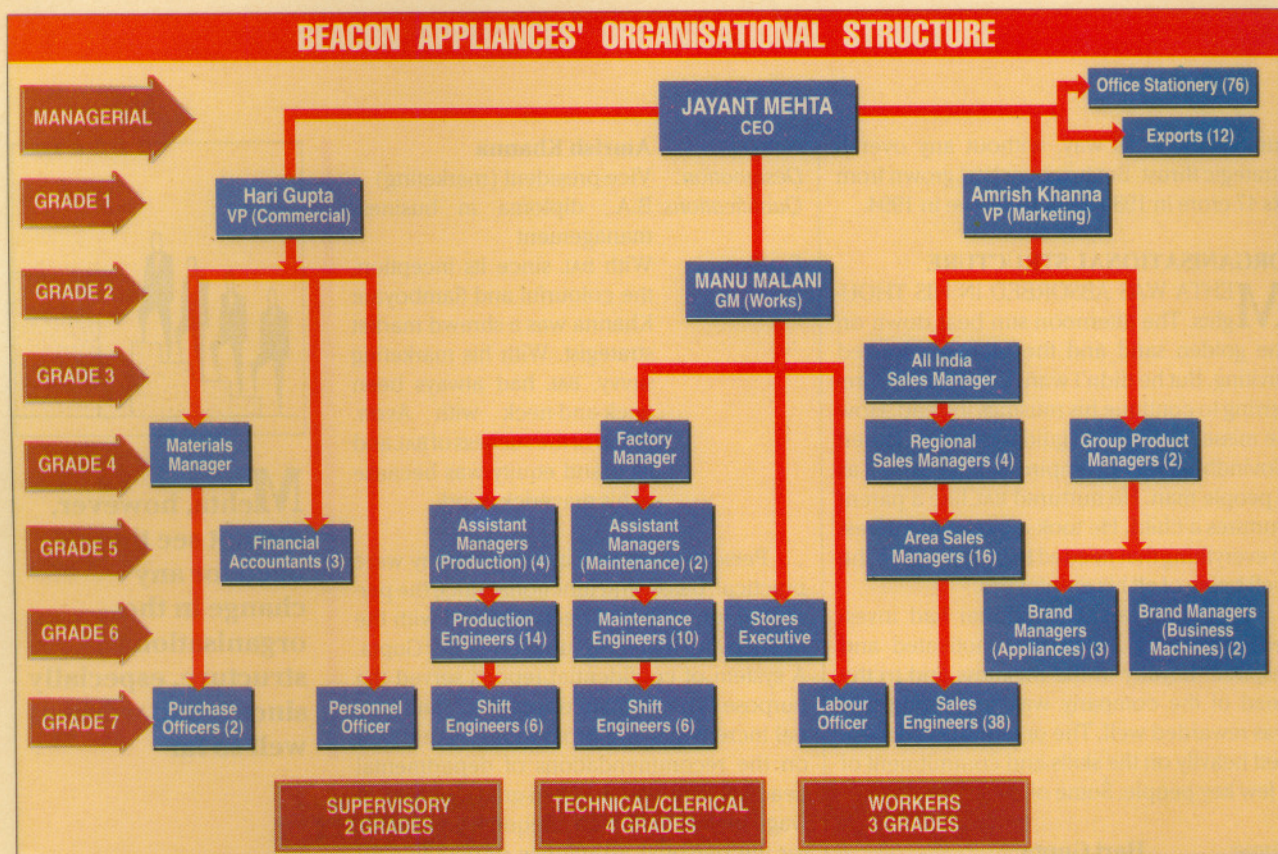 BEACON APPLIANCES' ORGANISATIONAL STRUCTURE
MANAGERIAL
JAYANT MEHTA
CEO
Office Stationery (76)
Exports (12)
GRADE 1
Hari Gupta
VP (Commercial)
Amrish Khanna
VP (Marketing)
GRADE 2
MANU MALANI
GM (Works)
GRADE 3
All India
Sales Manager
GRADE 4
Materials
Manager
Factory
Manager
Regional
Sales Managers (4)
Group Product
Managers (2)
GRADE 5
Financial
Accountants (3)
Assistant
Managers
(Production) (4)
Assistant
Managers
(Maintenance) (2)
Area Sales
Managers (16)
GRADE 6
Production
Engineers (14)
Maintenance
Engineers (10)
Stores
Executive
Brand
Managers
(Appliances) (3)
Brand Managers
(Business
Machines) (2)
GRADE 7
Purchase
Officers (2)
Personnel
Officer
Shift
Engineers (6)
Shift
Engineers (6)
Labour
Officer
Sales
Engineers (38)
SUPERVISORY
2 GRADES
TECHNICAL/CLERICAL
4 GRADES
WORKERS
3 GRADES